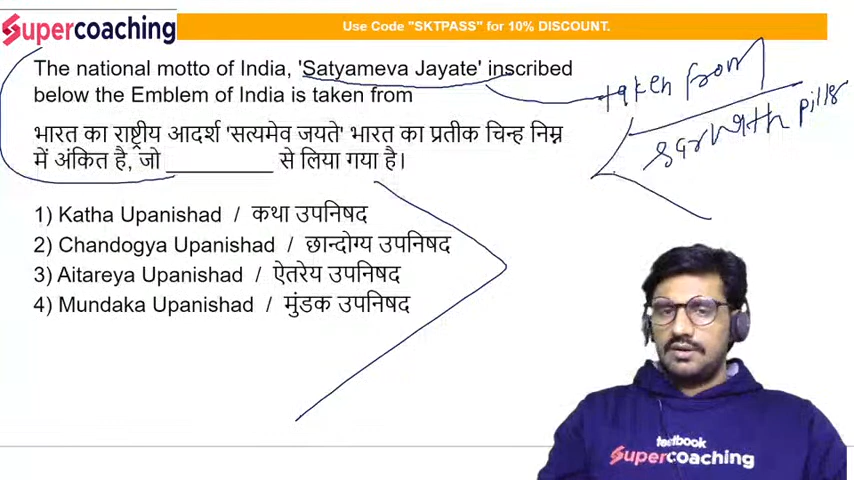 Supercoaching
Use Code "SKTPASS" for 10% DISCOUNT.
The national motto of India, 'Satyameva Jayate' inscribed
below the Emblem of India is taken from
भारत का राष्ट्रीय आदर्श 'सत्यमेव जयते' भारत का प्रतीक चिन्ह निम्न
में अंकित है, जो __________ से लिया गया है।
1) Katha Upanishad / कथा उपनिषद
2) Chandogya Upanishad / छान्दोग्य उपनिषद
3) Aitareya Upanishad / ऐतरेय उपनिषद
4) Mundaka Upanishad / मुंडक उपनिषद
taken from
testbook
Supercoaching